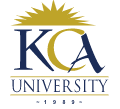 KCA
UNIVERSITY
- 1989 -